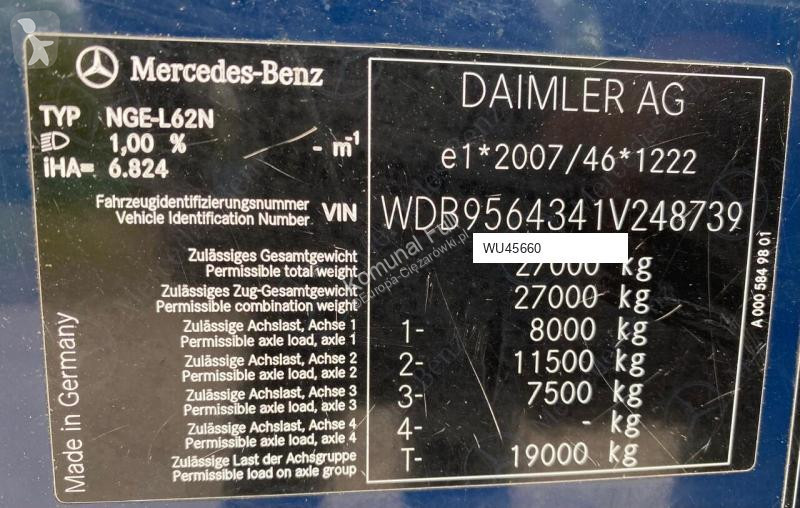 Mercedes-Benz
TYP NGE-L62N
1,00 % - m-1
iHA= 6.824
DAIMLER AG
e1*2007/46*1222
Fahrzeugidentifizierungsnummer
Vehicle Identification Number VIN WDB9564341V248739
WU45660
Zulässiges Gesamtgewicht
Permissible total weight 27000 kg
Zulässiges Zug-Gesamtgewicht
Permissible combination weight 27000 kg
Zulässige Achslast, Achse 1
Permissible axle load, axle 1 1- 8000 kg
Zulässige Achslast, Achse 2
Permissible axle load, axle 2 2- 11500 kg
Zulässige Achslast, Achse 3
Permissible axle load, axle 3 3- 7500 kg
Zulässige Achslast, Achse 4
Permissible axle load, axle 4 4- - kg
Zulässige Last der Achsgruppe
Permissible load on axle group T- 19000 kg
Made in Germany
A 000 584 98 01
Komunal Fuh
©Europa-Ciężarówki.pl